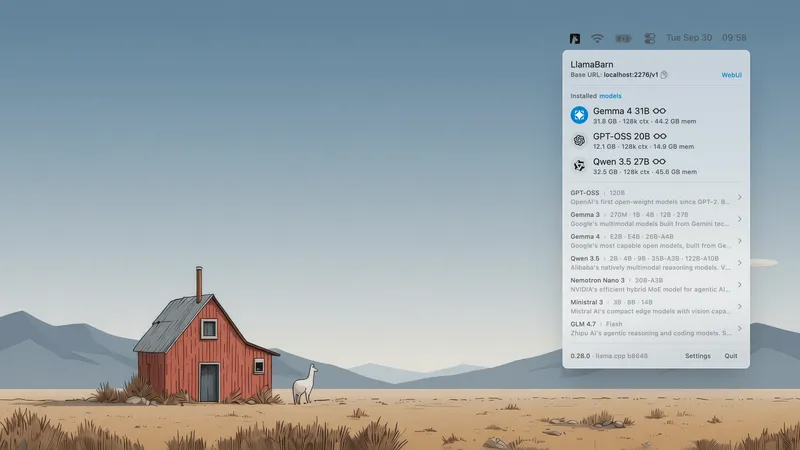 Tue Sep 30 09:58
LlamaBarn
Base URL: localhost:2276/v1
WebUI
Installed models
Gemma 4 31B
31.8 GB · 128k ctx · 44.2 GB mem
GPT-OSS 20B
12.1 GB · 128k ctx · 14.9 GB mem
Qwen 3.5 27B
32.5 GB · 128k ctx · 45.6 GB mem
GPT-OSS 120B
OpenAI's first open-weight models since GPT-2. B...
Gemma 3 270M · 1B · 4B · 12B · 27B
Google's multimodal models built from Gemini tec...
Gemma 4 E2B · E4B · 26B-A4B
Google's most capable open models, built from Ge...
Qwen 3.5 2B · 4B · 9B · 35B-A3B · 122B-A10B
Alibaba's natively multimodal reasoning models. V...
Nemotron Nano 3 30B-A3B
NVIDIA's efficient hybrid MoE model for agentic AI...
Ministral 3 3B · 8B · 14B
Mistral AI's compact edge models with vision capa...
GLM 4.7 Flash
Zhipu AI's agentic reasoning and coding models. S...
0.28.0 · llama.cpp b8648 Settings Quit